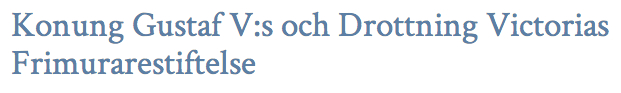 Konung Gustaf V:s och Drottning Victorias
Frimurarestiftelse